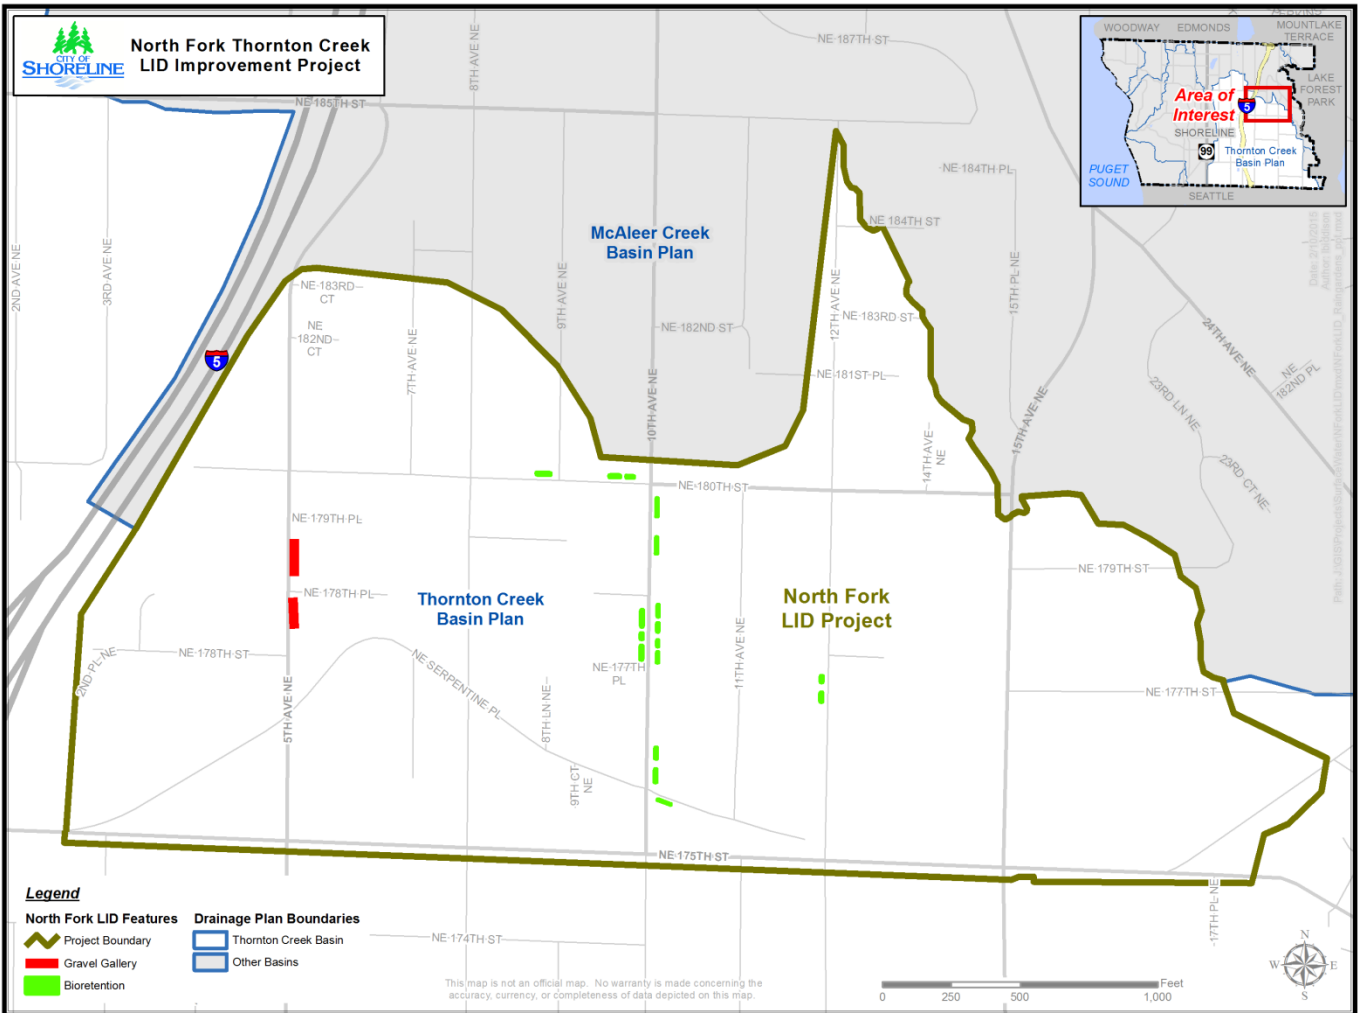 CITY OF
SHORELINE
North Fork Thornton Creek
LID Improvement Project
WOODWAY
EDMONDS
MOUNTLAKE
TERRACE
LAKE
FOREST
PARK
Area of
Interest
5
SHORELINE
99
Thornton Creek
Basin Plan
PUGET
SOUND
SEATTLE
NE 187TH ST
8TH AVE NE
NE 185TH ST
NE 184TH PL
NE 184TH ST
McAleer Creek
Basin Plan
2ND AVE NE
3RD AVE NE
9TH AVE NE
12TH AVE NE
15TH PL NE
NE 183RD
CT
NE
182ND
CT
NE 182ND ST
NE 183RD ST
24TH AVE NE
5
7TH AVE NE
10TH AVE NE
NE 181ST PL
NE
182ND PL
23RD LN NE
15TH AVE NE
14TH AVE
NE
23RD CT NE
NE 180TH ST
NE 179TH PL
NE 179TH ST
NE 178TH PL
Thornton Creek
Basin Plan
North Fork
LID Project
NE 178TH ST
2ND PL NE
NE SERPENTINE PL
NE 177TH
PL
11TH AVE NE
NE 177TH ST
5TH AVE NE
8TH LN NE
9TH CT
NE
NE 175TH ST
17TH PL NE
NE 174TH ST
Legend
North Fork LID Features
Project Boundary
Gravel Gallery
Bioretention
Drainage Plan Boundaries
Thornton Creek Basin
Other Basins
This map is not an official map. No warranty is made concerning the
accuracy, currency, or completeness of data depicted on this map.
0
250
500
1,000
Feet
N
W
E
S